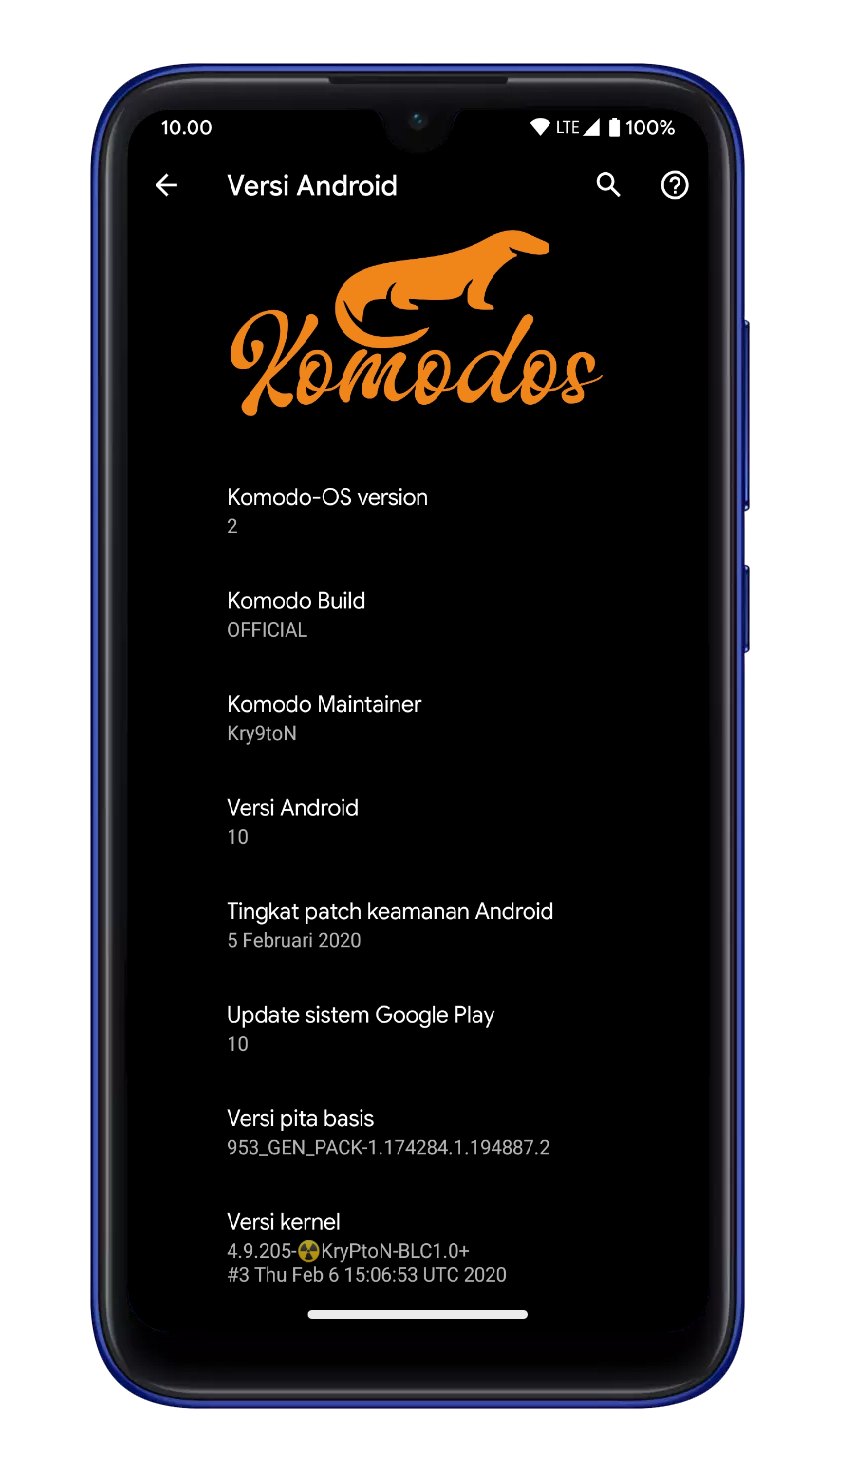 10.00 LTE 100%
Versi Android
Komodos
Komodo-OS version
2
Komodo Build
OFFICIAL
Komodo Maintainer
Kry9toN
Versi Android
10
Tingkat patch keamanan Android
5 Februari 2020
Update sistem Google Play
10
Versi pita basis
953_GEN_PACK-1.174284.1.194887.2
Versi kernel
4.9.205-☢KryPtoN-BLC1.0+
#3 Thu Feb 6 15:06:53 UTC 2020